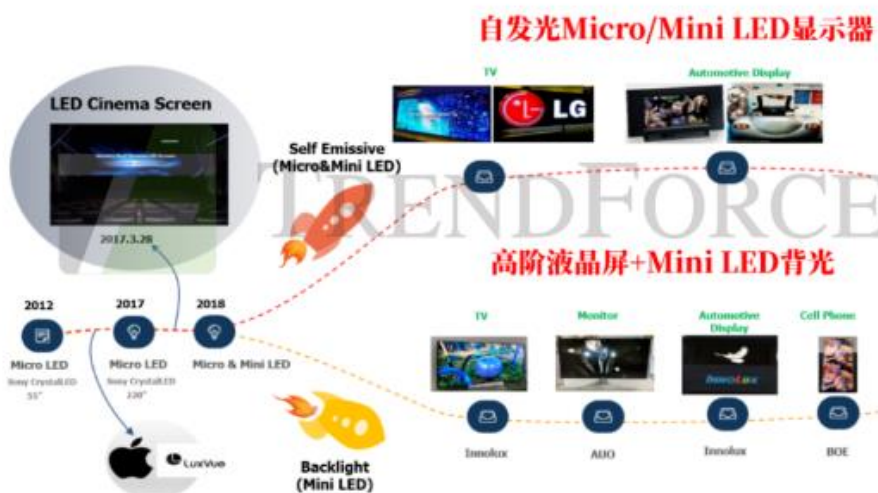 自发光Micro/Mini LED显示器
TV
Automotive Display
LG
LED Cinema Screen
2017.3.28
Self Emissive
(Micro&Mini LED)
TRENDFORCE
高阶液晶屏+Mini LED背光
2012
2017
2018
Micro LED
Sony CrystalLED
55"
Micro LED
Sony CrystalLED
220"
Micro & Mini LED
TV
Monitor
Automotive
Display
Cell Phone
INNOLUX
Innolux
AUO
Innolux
BOE
LuxVue
Backlight
(Mini LED)